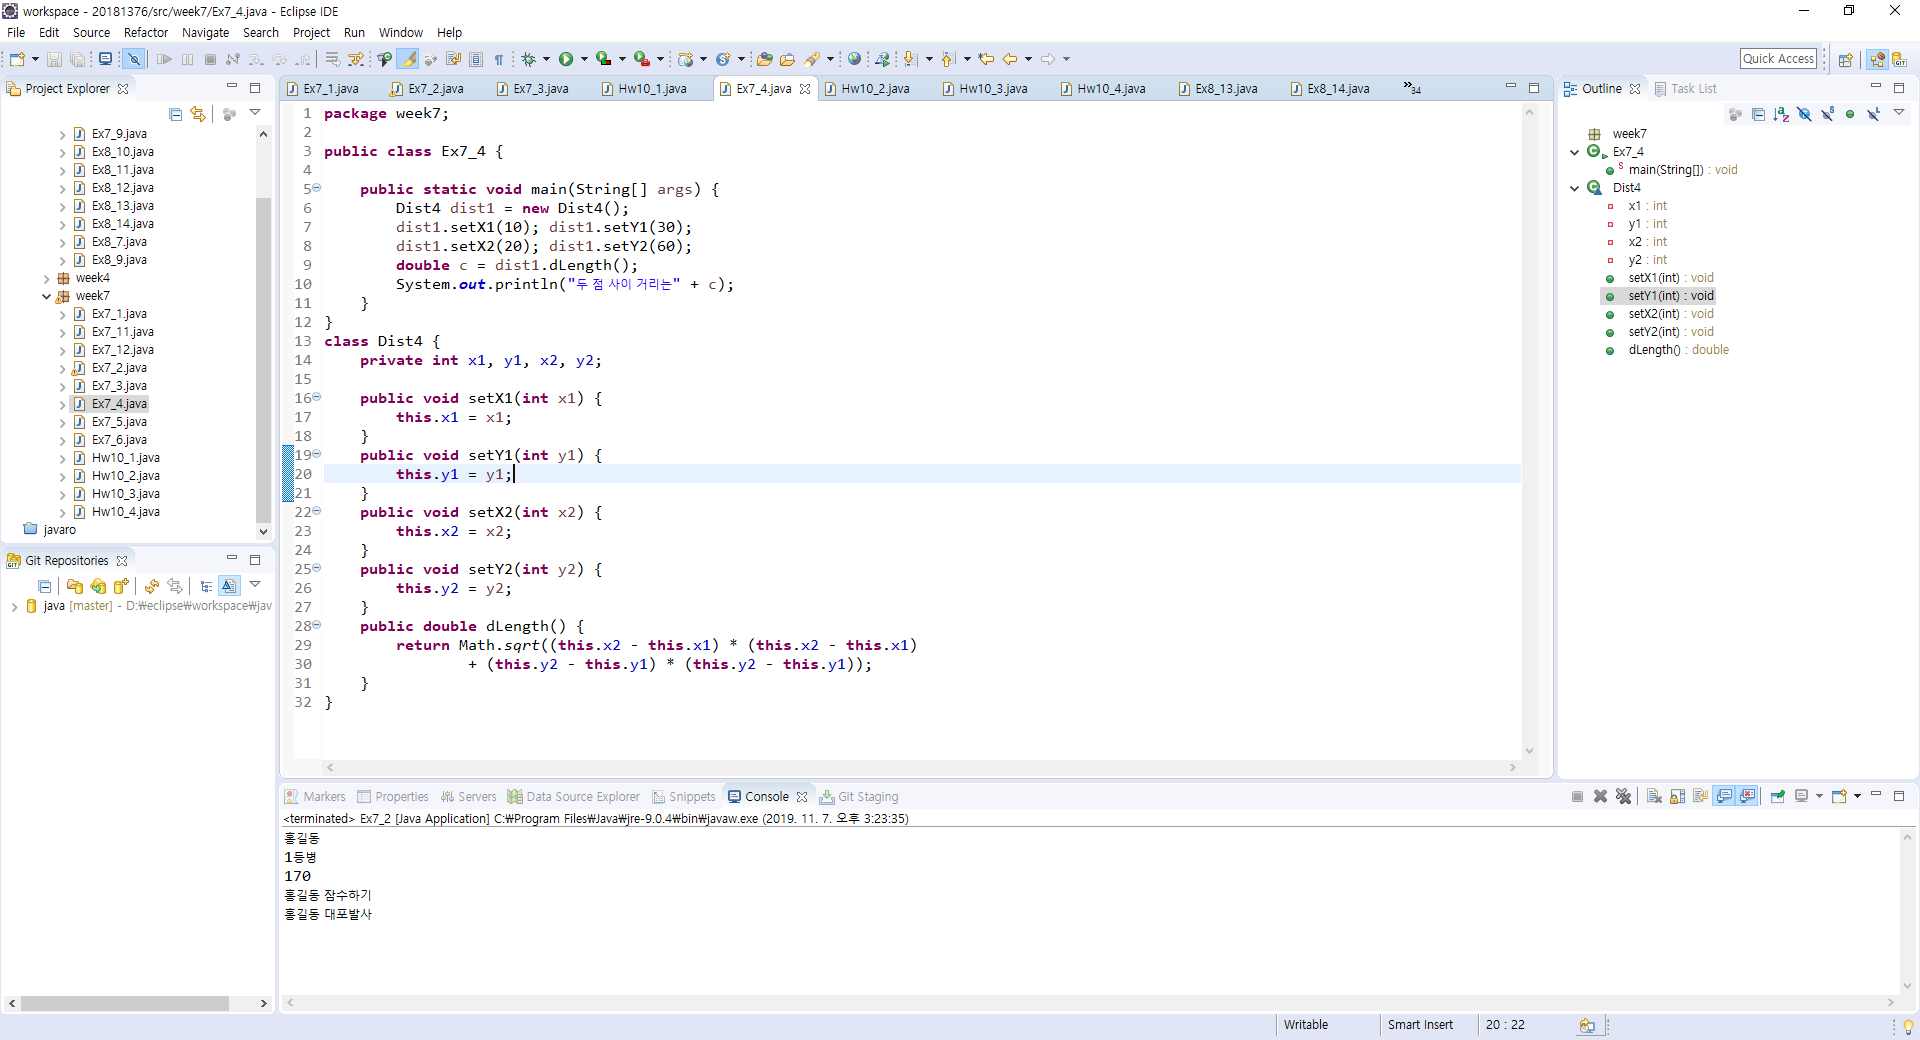 workspace - 20181376/src/week7/Ex7_4.java - Eclipse IDE
File Edit Source Refactor Navigate Search Project Run Window Help
Quick Access
Project Explorer
Ex7_9.java
Ex8_10.java
Ex8_11.java
Ex8_12.java
Ex8_13.java
Ex8_14.java
Ex8_7.java
Ex8_9.java
week4
week7
Ex7_1.java
Ex7_11.java
Ex7_12.java
Ex7_2.java
Ex7_3.java
Ex7_4.java
Ex7_5.java
Ex7_6.java
Hw10_1.java
Hw10_2.java
Hw10_3.java
Hw10_4.java
javaro
Git Repositories
java [master] - D:₩eclipse₩workspace₩jav
Ex7_1.java Ex7_2.java Ex7_3.java Hw10_1.java Ex7_4.java Hw10_2.java Hw10_3.java Hw10_4.java Ex8_13.java Ex8_14.java »34
1 package week7;
2
3 public class Ex7_4 {
4
5     public static void main(String[] args) {
6         Dist4 dist1 = new Dist4();
7         dist1.setX1(10); dist1.setY1(30);
8         dist1.setX2(20); dist1.setY2(60);
9         double c = dist1.dLength();
10         System.out.println("두 점 사이 거리는" + c);
11     }
12 }
13 class Dist4 {
14     private int x1, y1, x2, y2;
15
16     public void setX1(int x1) {
17         this.x1 = x1;
18     }
19     public void setY1(int y1) {
20         this.y1 = y1;
21     }
22     public void setX2(int x2) {
23         this.x2 = x2;
24     }
25     public void setY2(int y2) {
26         this.y2 = y2;
27     }
28     public double dLength() {
29         return Math.sqrt((this.x2 - this.x1) * (this.x2 - this.x1)
30                 + (this.y2 - this.y1) * (this.y2 - this.y1));
31     }
32 }
Outline Task List
week7
Ex7_4
main(String[]) : void
Dist4
x1 : int
y1 : int
x2 : int
y2 : int
setX1(int) : void
setY1(int) : void
setX2(int) : void
setY2(int) : void
dLength() : double
Markers Properties Servers Data Source Explorer Snippets Console Git Staging
<terminated> Ex7_2 [Java Application] C:₩Program Files₩Java₩jre-9.0.4₩bin₩javaw.exe (2019. 11. 7. 오후 3:23:35)
홍길동
1등병
170
홍길동 잠수하기
홍길동 대포발사
Writable Smart Insert 20 : 22